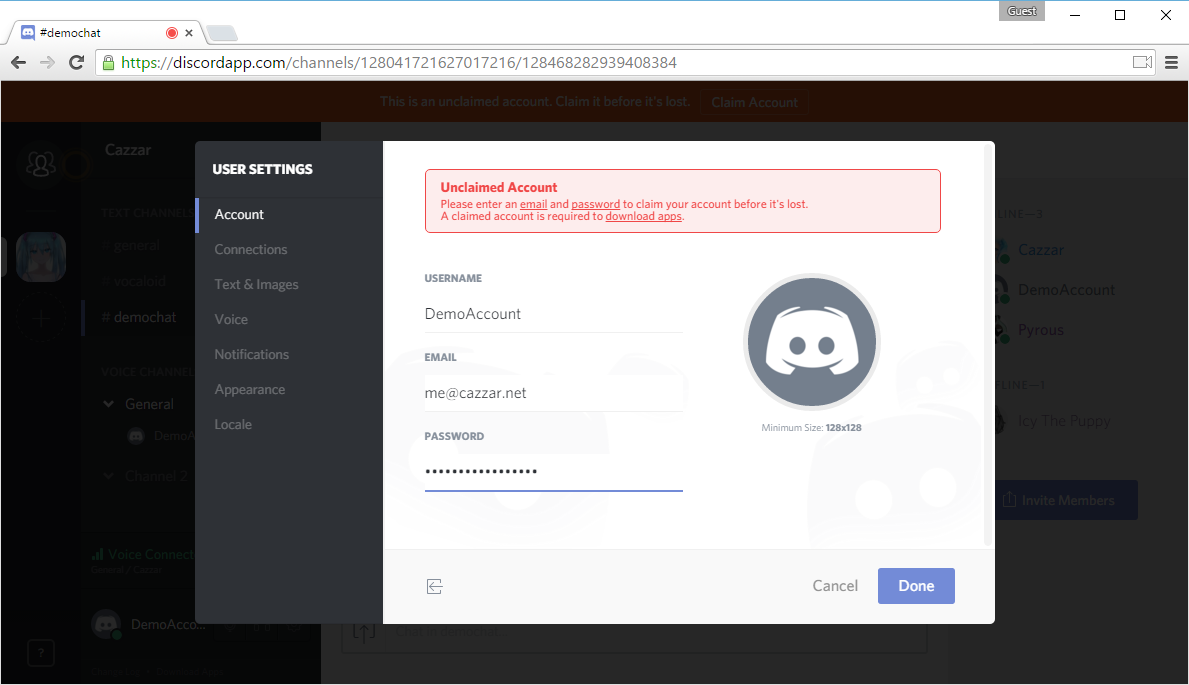 Guest
#demochat
https://discordapp.com/channels/128041721627017216/128468282939408384
This is an unclaimed account. Claim it before it's lost.
Claim Account
Cazzar
TEXT CHANNELS
# general
# vocaloid
# demochat
VOICE CHANNEL
General
DemoA
Channel 2
Voice Connect
General / Cazzar
DemoAcco...
?
USER SETTINGS
Account
Connections
Text & Images
Voice
Notifications
Appearance
Locale
Unclaimed Account
Please enter an email and password to claim your account before it's lost.
A claimed account is required to download apps.
USERNAME
DemoAccount
EMAIL
me@cazzar.net
PASSWORD
•••••••••••••••••
Minimum Size: 128x128
Cancel
Done
LINE—3
Cazzar
DemoAccount
Pyrous
FLINE—1
Icy The Puppy
Invite Members